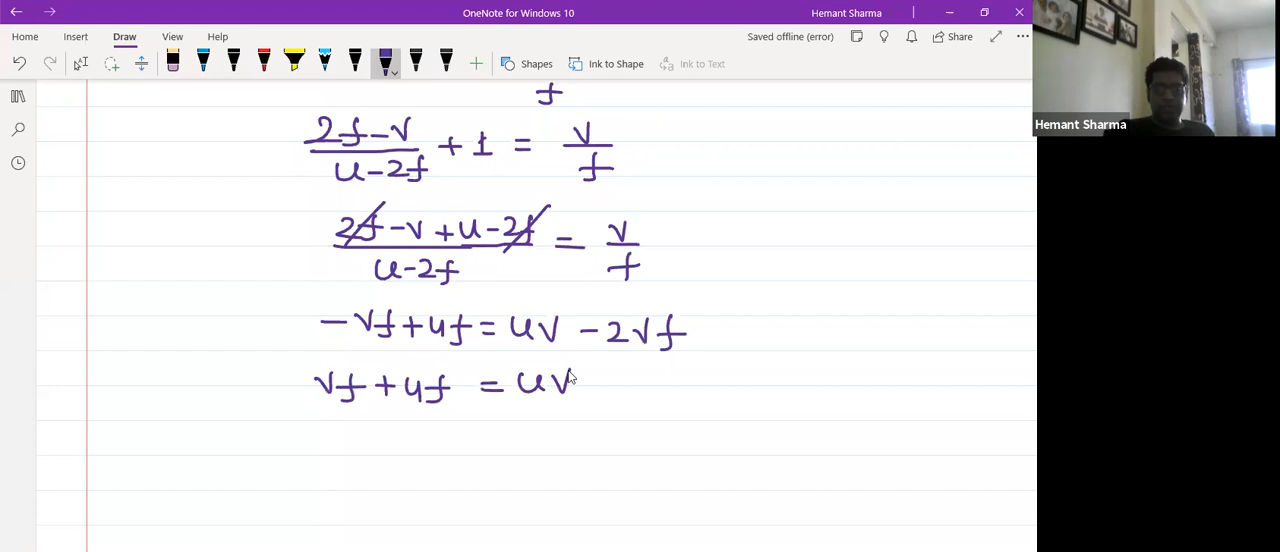 OneNote for Windows 10
Hemant Sharma
Home Insert Draw View Help
Saved offline (error)
Share
Shapes
Ink to Shape
Ink to Text
Hemant Sharma
f
2f-v / u-2f + 1 = v / f
2f-v+u-2f / u-2f = v / f
-vf+uf = uv - 2vf
vf+uf = uv